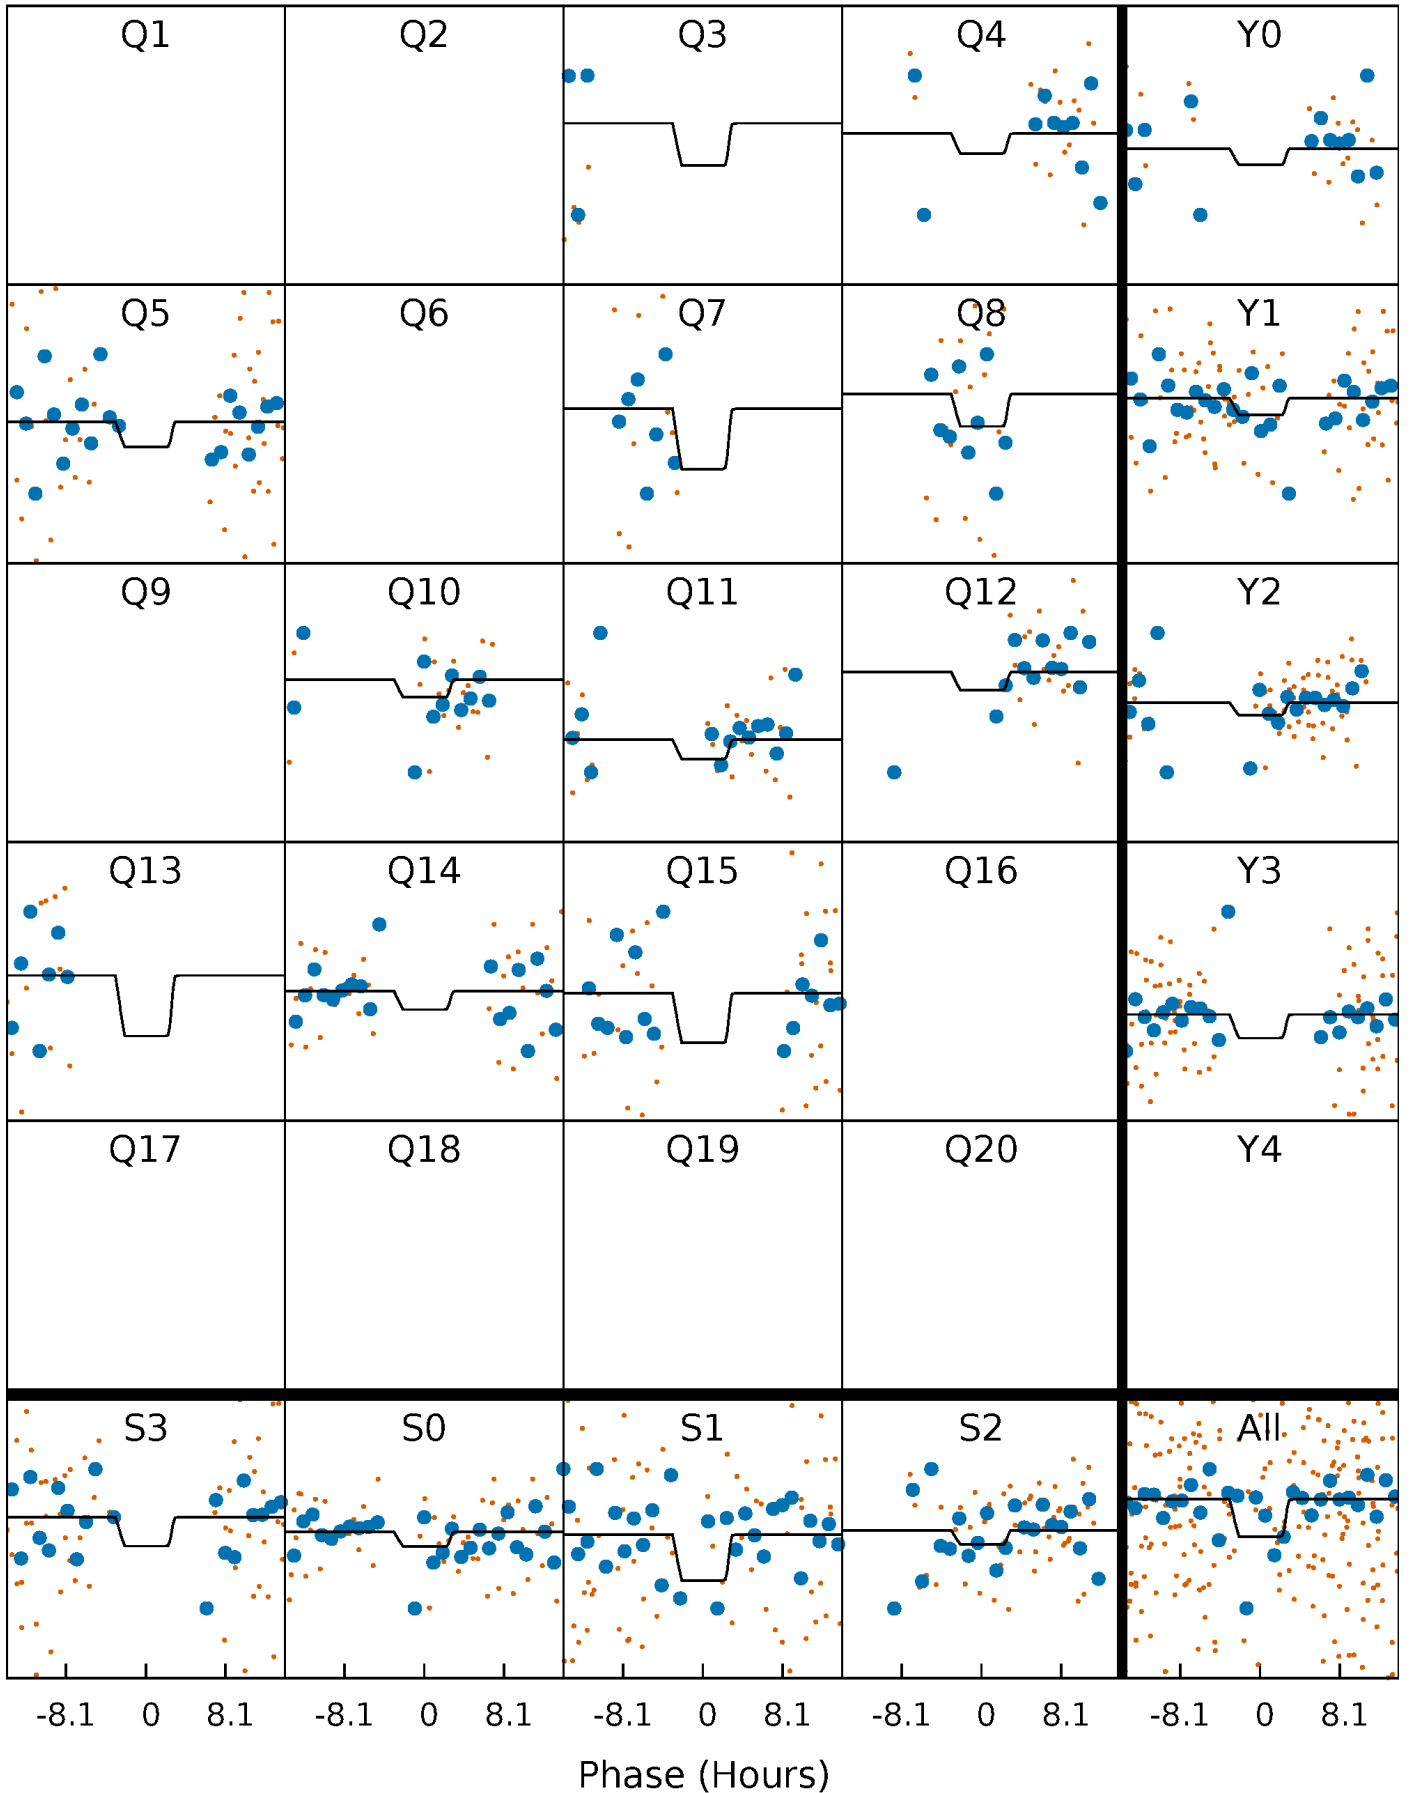 Q1 Q2 Q3 Q4 Y0
Q5 Q6 Q7 Q8 Y1
Q9 Q10 Q11 Q12 Y2
Q13 Q14 Q15 Q16 Y3
Q17 Q18 Q19 Q20 Y4
S3 S0 S1 S2 All
-8.1 0 8.1 -8.1 0 8.1 -8.1 0 8.1 -8.1 0 8.1 -8.1 0 8.1
Phase (Hours)